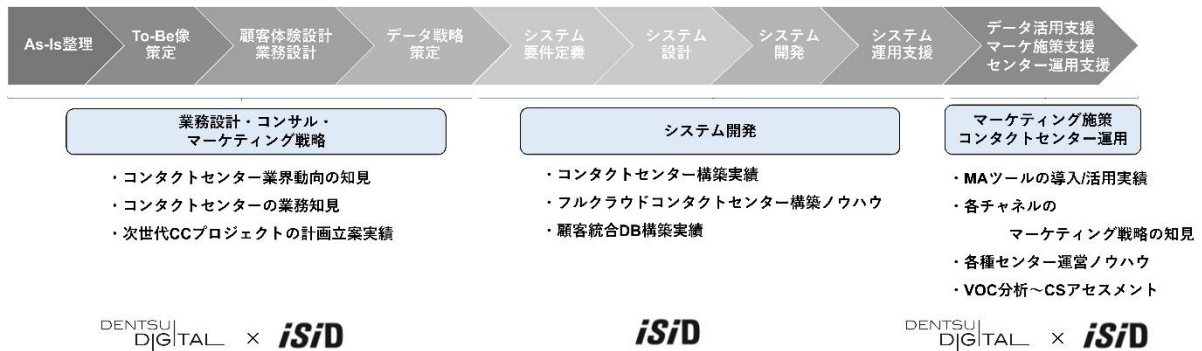 As-Is整理
To-Be像
策定
顧客体験設計
業務設計
データ戦略
策定
システム
要件定義
システム
設計
システム
開発
システム
運用支援
データ活用支援
マーケ施策支援
センター運用支援
業務設計・コンサル・
マーケティング戦略
・コンタクトセンター業界動向の知見
・コンタクトセンターの業務知見
・次世代CCプロジェクトの計画立案実績
DENTSU
DIGITAL × iSiD
システム開発
・コンタクトセンター構築実績
・フルクラウドコンタクトセンター構築ノウハウ
・顧客統合DB構築実績
iSiD
マーケティング施策
コンタクトセンター運用
・MAツールの導入/活用実績
・各チャネルの
マーケティング戦略の知見
・各種センター運営ノウハウ
・VOC分析～CSアセスメント
DENTSU
DIGITAL × iSiD